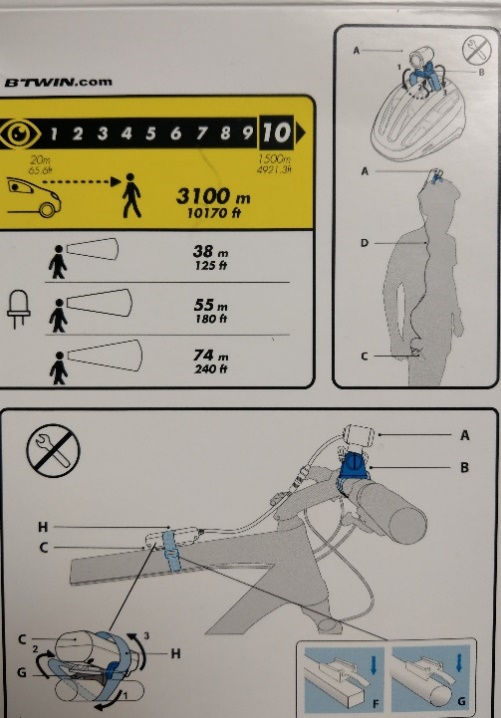 BTWIN.com
1 2 3 4 5 6 7 8 9 10
20m
65.6ft
1500m
4921.3ft
3100 m
10170 ft
38 m
125 ft
55 m
180 ft
74 m
240 ft
A
B
1
A
D
C
A
B
H
C
C
2
3
H
G
1
F
G